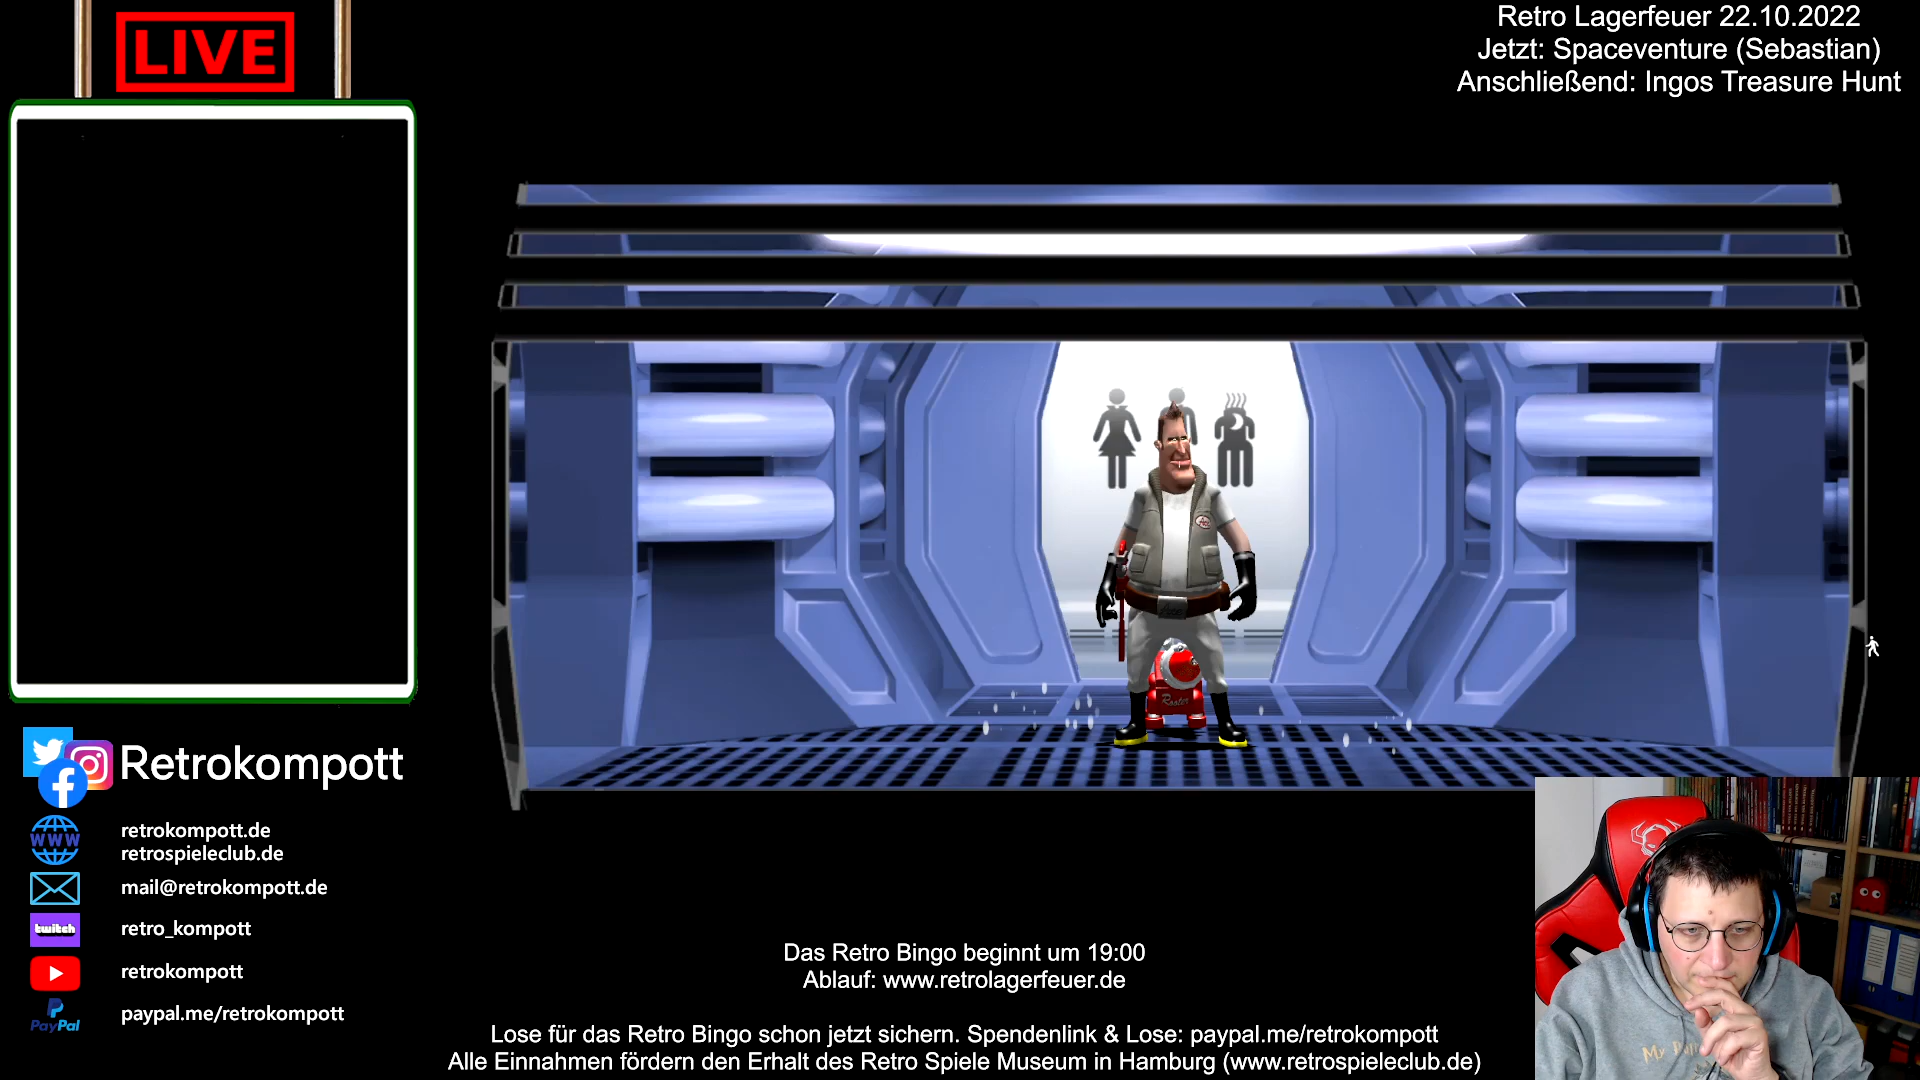 LIVE
Retro Lagerfeuer 22.10.2022
Jetzt: Spaceventure (Sebastian)
Anschließend: Ingos Treasure Hunt
Rooter
Retrokompott
www
retrokompott.de
retrospieleclub.de
mail@retrokompott.de
twitch
retro_kompott
retrokompott
PayPal
paypal.me/retrokompott
Das Retro Bingo beginnt um 19:00
Ablauf: www.retrolagerfeuer.de
Lose für das Retro Bingo schon jetzt sichern. Spendenlink & Lose: paypal.me/retrokompott
Alle Einnahmen fördern den Erhalt des Retro Spiele Museum in Hamburg (www.retrospieleclub.de)
My